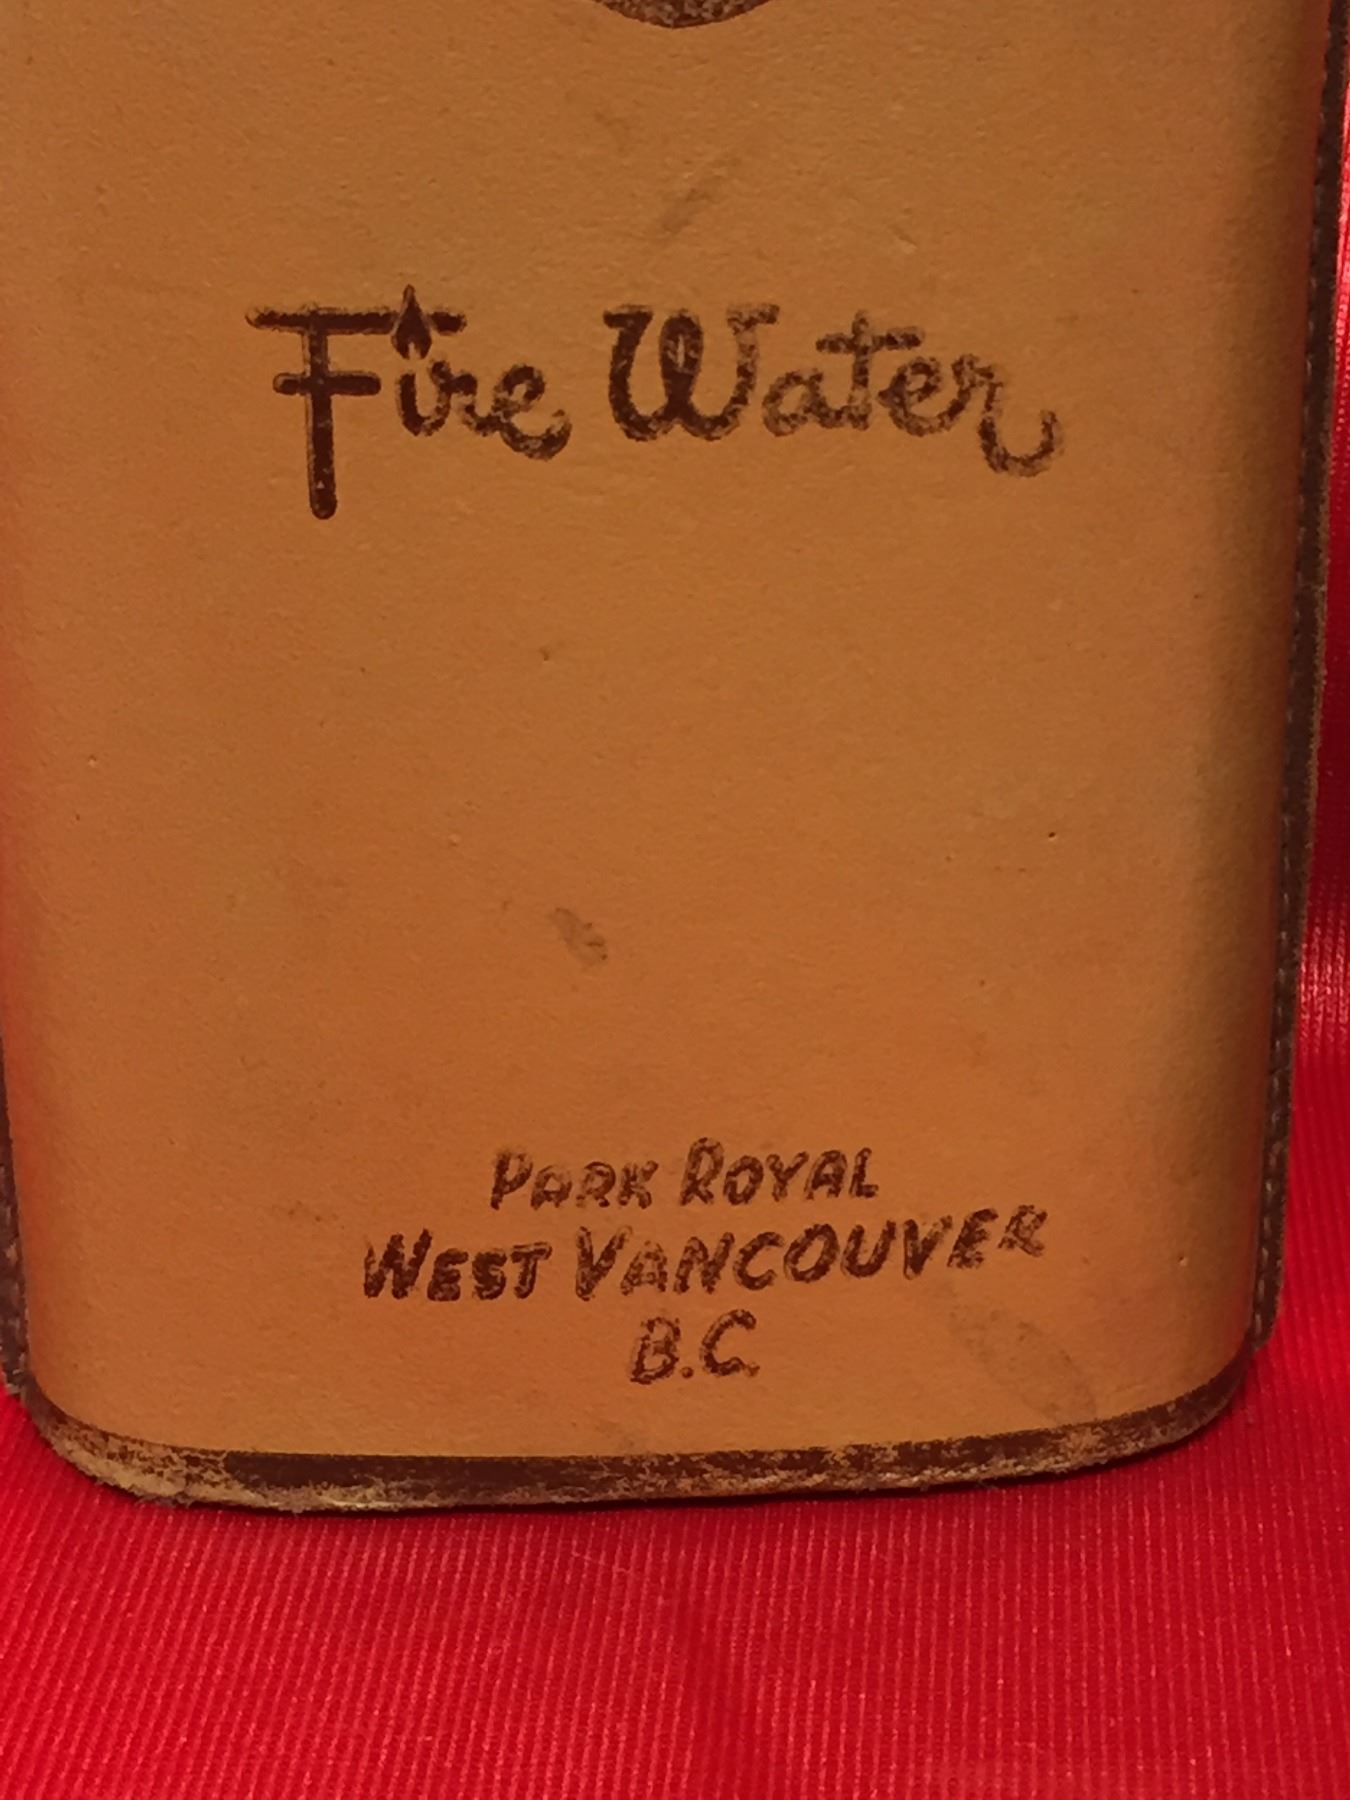 Fire Water
PARK ROYAL
WEST VANCOUVER
B.C.